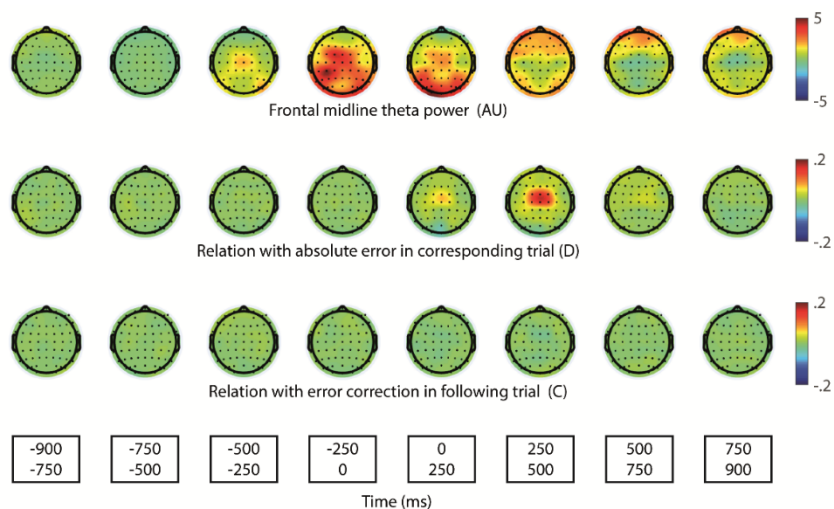 5
-5
Frontal midline theta power (AU)
.2
-.2
Relation with absolute error in corresponding trial (D)
.2
-.2
Relation with error correction in following trial (C)
-900 -750 -500 -250 0 250 500 750
-750 -500 -250 0 250 500 750 900
Time (ms)